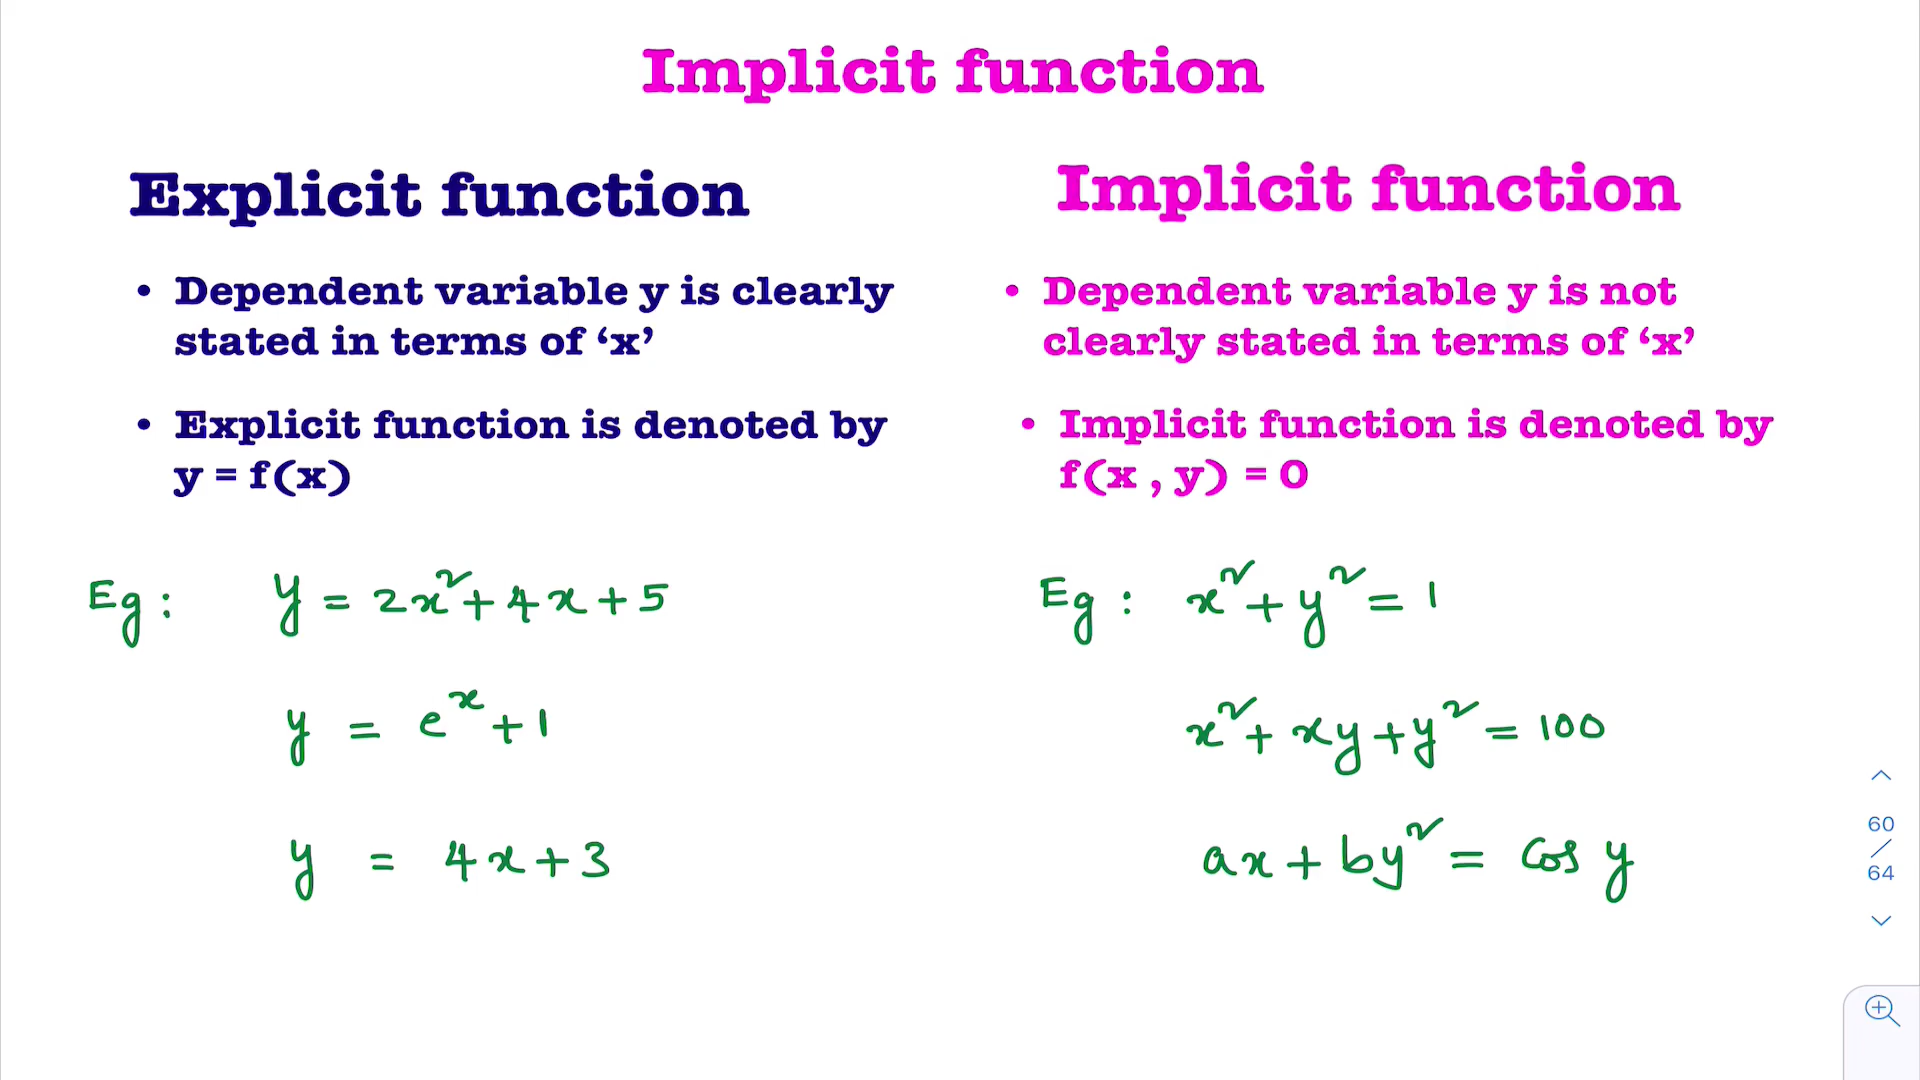 Implicit function
Explicit function
• Dependent variable y is clearly
stated in terms of ‘x’
• Explicit function is denoted by
y = f(x)
Eg : y = 2x² + 4x + 5
y = eˣ + 1
y = 4x + 3
Implicit function
• Dependent variable y is not
clearly stated in terms of ‘x’
• Implicit function is denoted by
f(x , y) = 0
Eg : x² + y² = 1
x² + xy + y² = 100
ax + by² = cos y
60
/
64